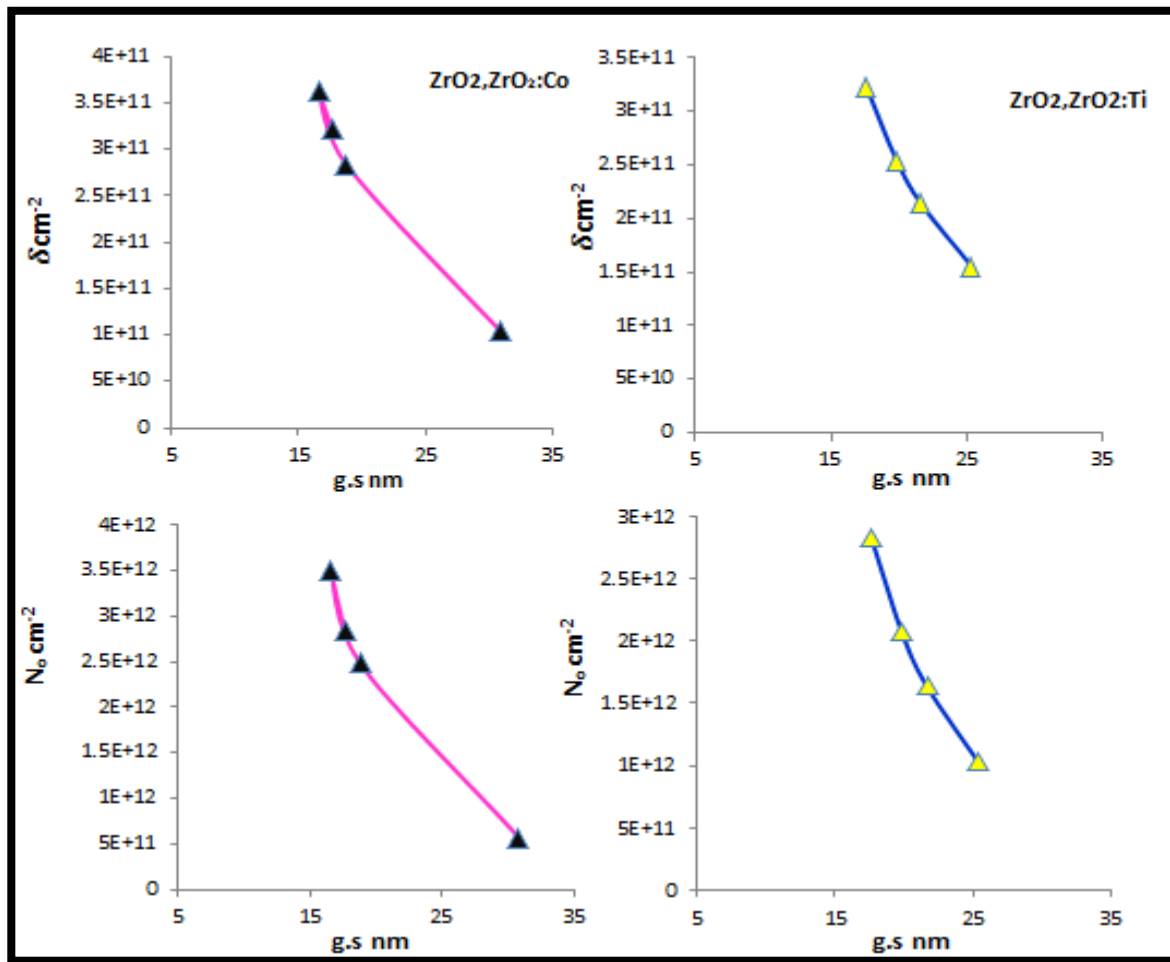 ZrO2,ZrO₂:Co
δcm⁻²
4E+11
3.5E+11
3E+11
2.5E+11
2E+11
1.5E+11
1E+11
5E+10
0
5 15 25 35
g.s nm
ZrO2,ZrO2:Ti
δcm⁻²
3.5E+11
3E+11
2.5E+11
2E+11
1.5E+11
1E+11
5E+10
0
5 15 25 35
g.s nm
Nₒ cm⁻²
4E+12
3.5E+12
3E+12
2.5E+12
2E+12
1.5E+12
1E+12
5E+11
0
5 15 25 35
g.s nm
Nₒ cm⁻²
3E+12
2.5E+12
2E+12
1.5E+12
1E+12
5E+11
0
5 15 25 35
g.s nm